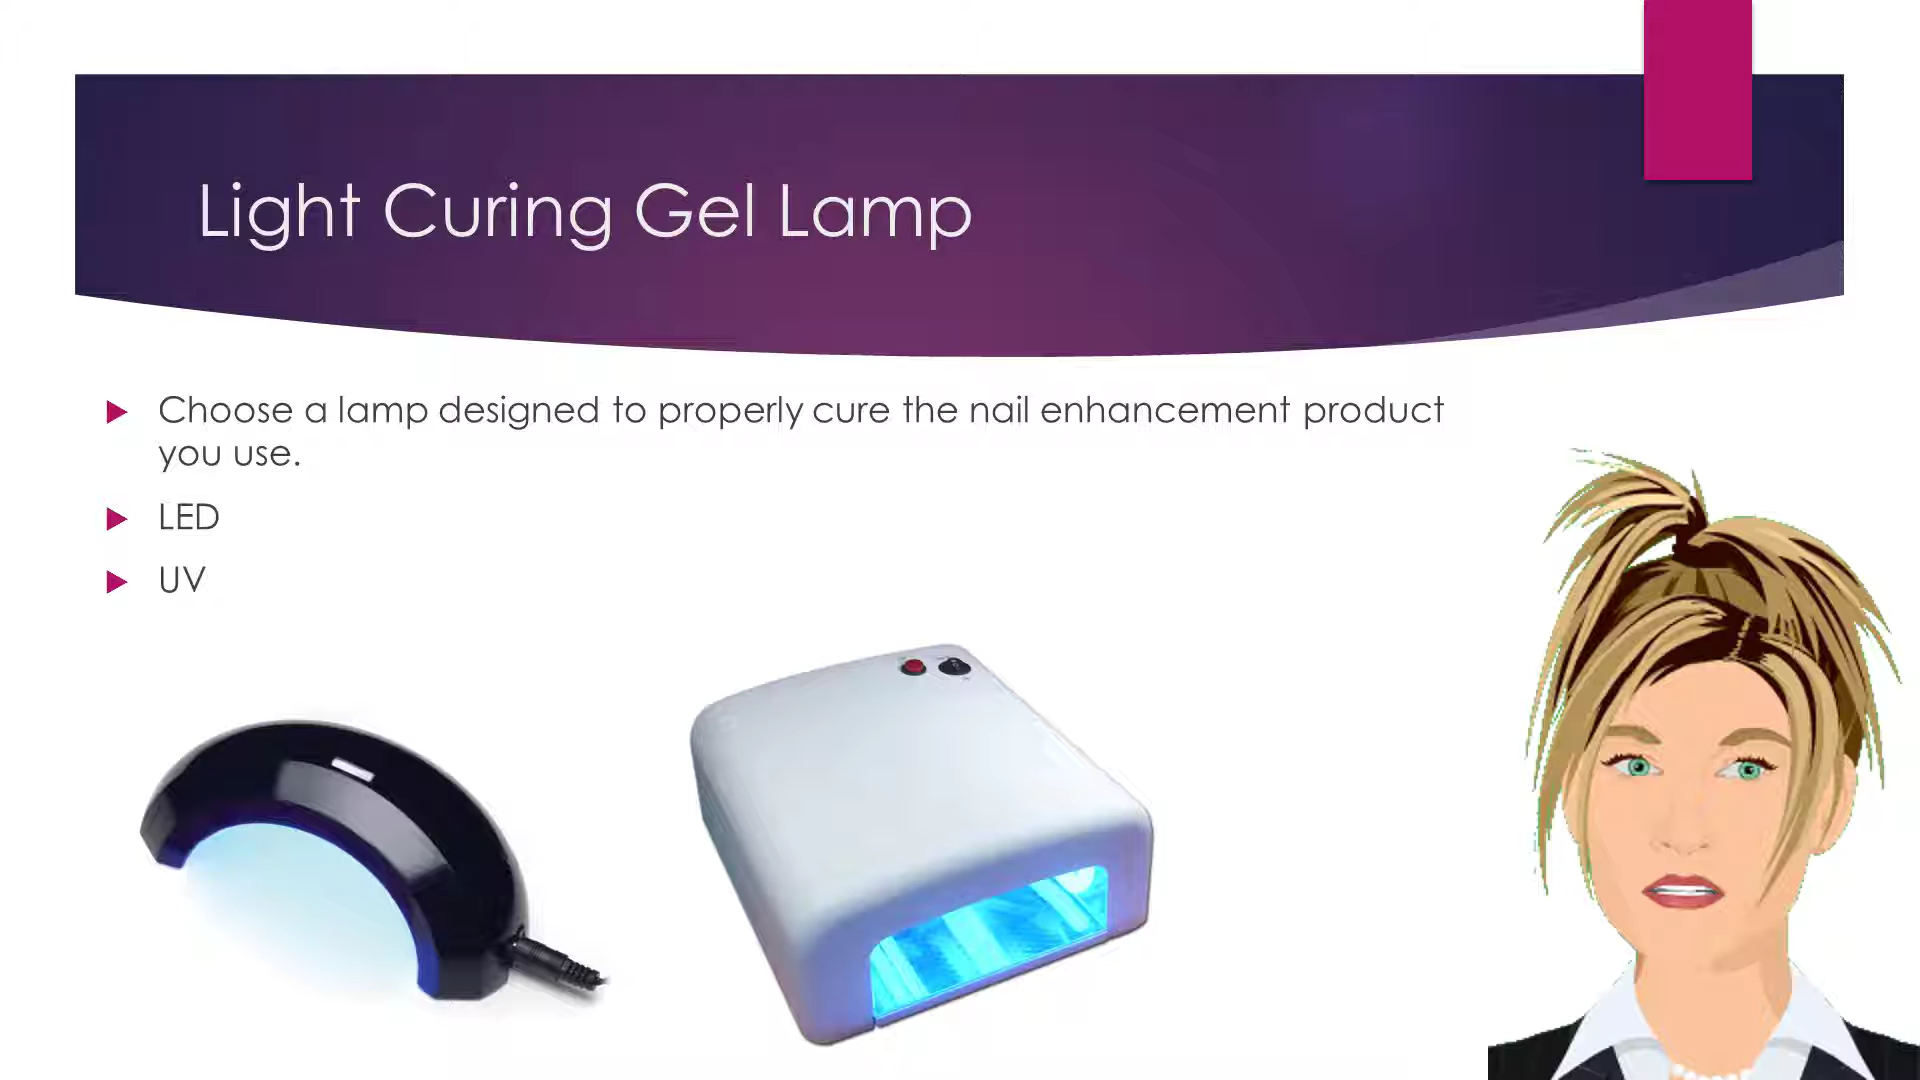 Light Curing Gel Lamp
Choose a lamp designed to properly cure the nail enhancement product
you use.
LED
UV